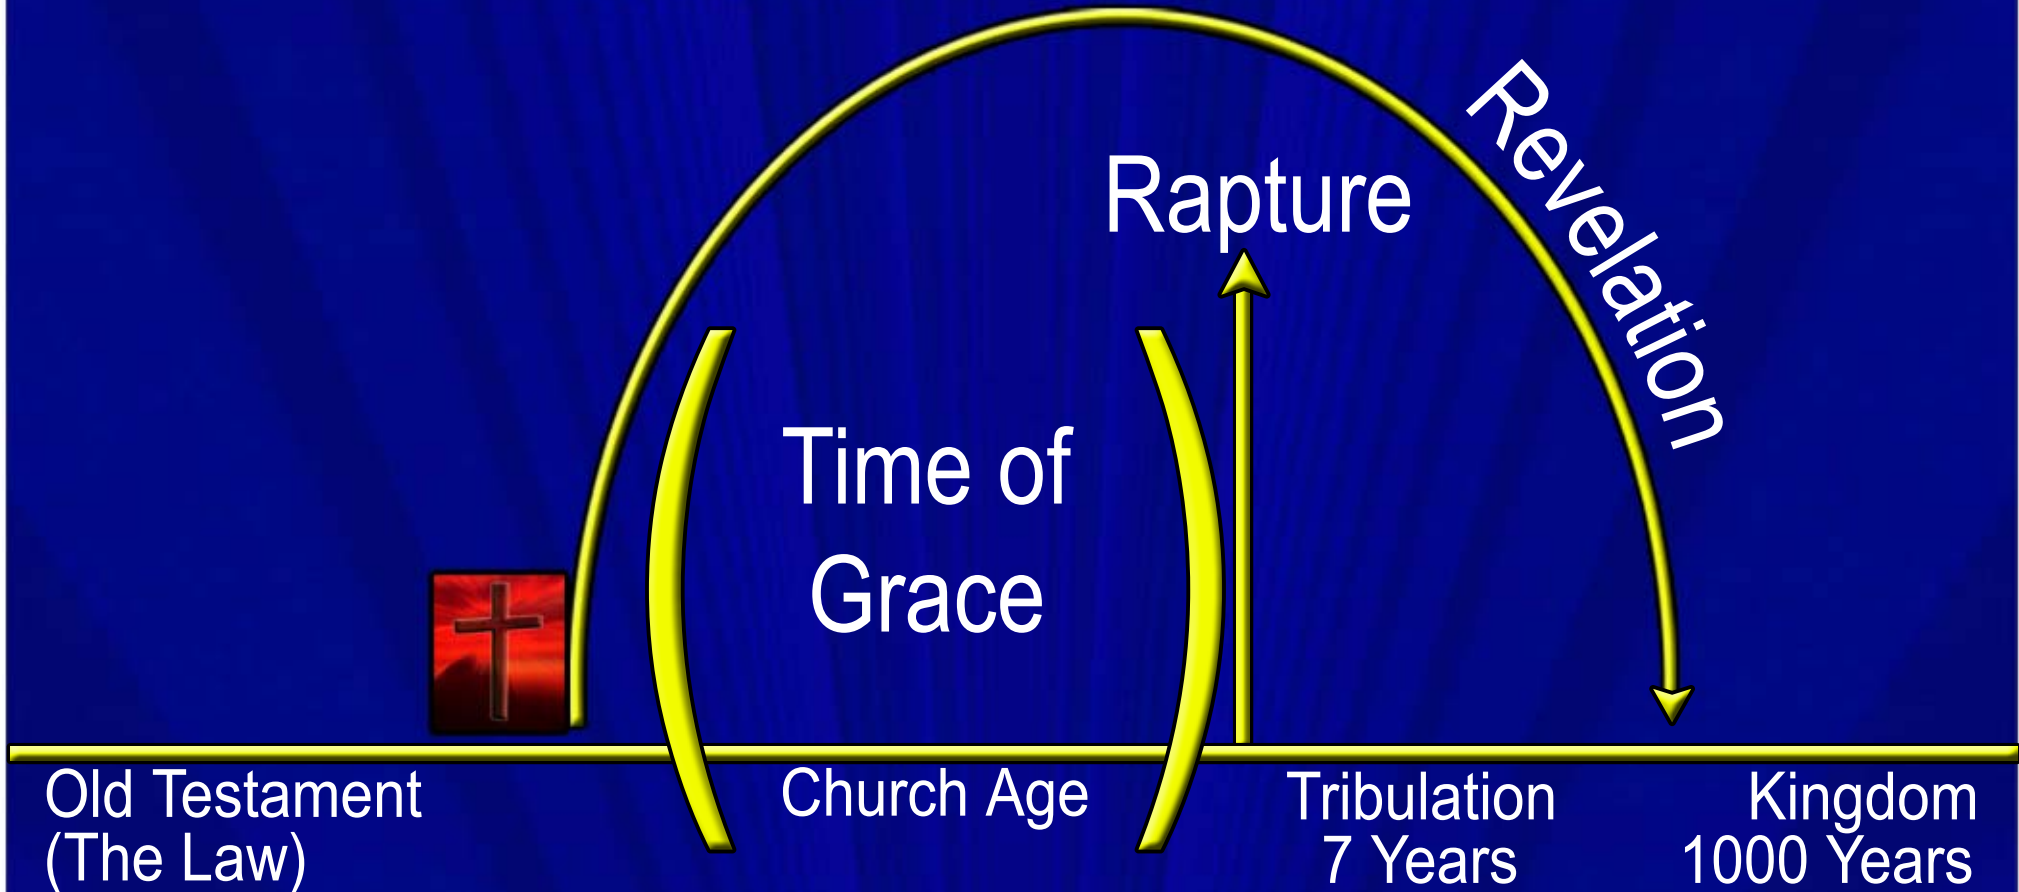 Revelation
Rapture
Time of
Grace
Old Testament
(The Law)
Church Age
Tribulation
7 Years
Kingdom
1000 Years